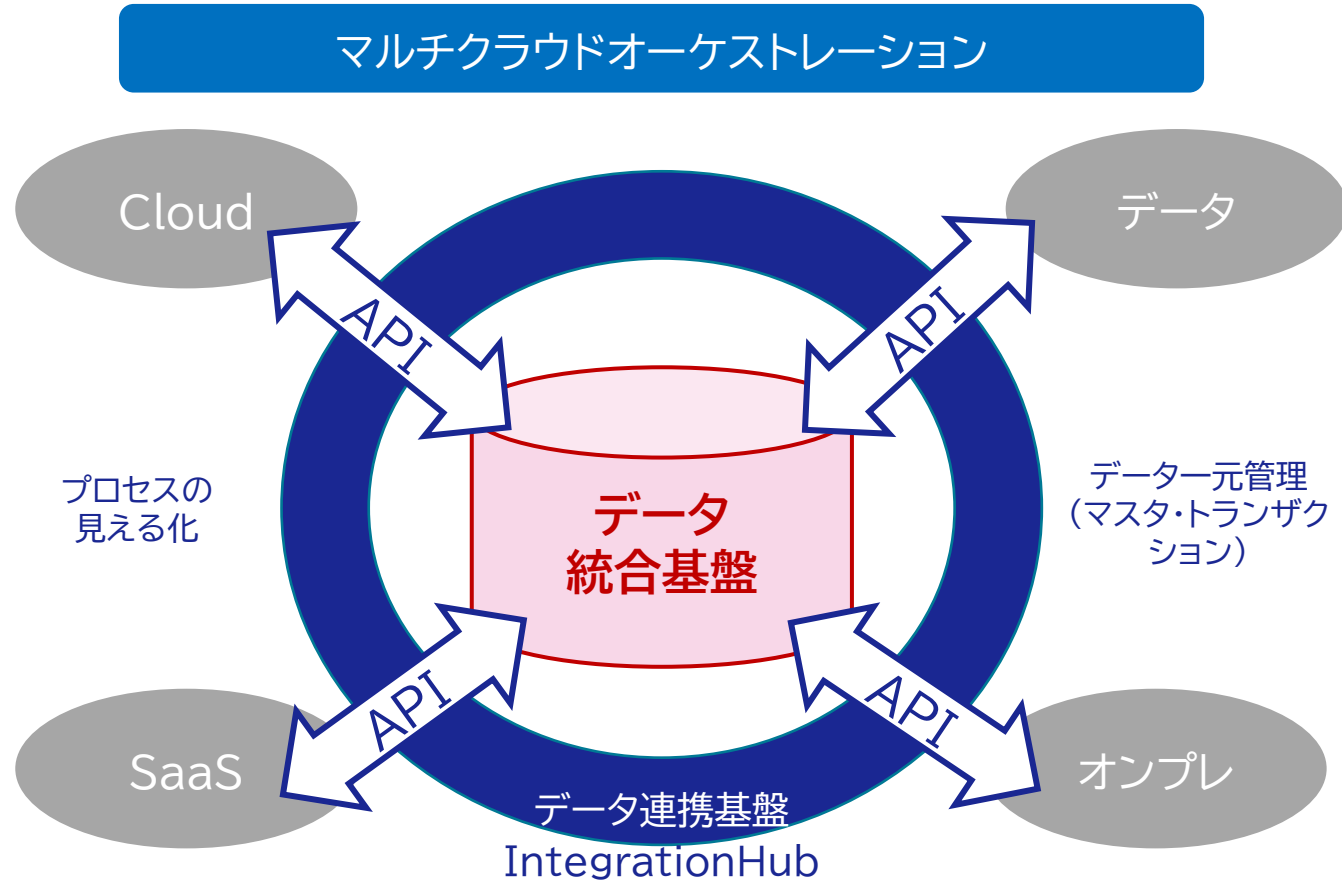 マルチクラウドオーケストレーション
Cloud
データ
API
API
プロセスの
見える化
データ
統合基盤
データ一元管理
（マスタ・トランザク
ション）
API
API
SaaS
オンプレ
データ連携基盤
IntegrationHub